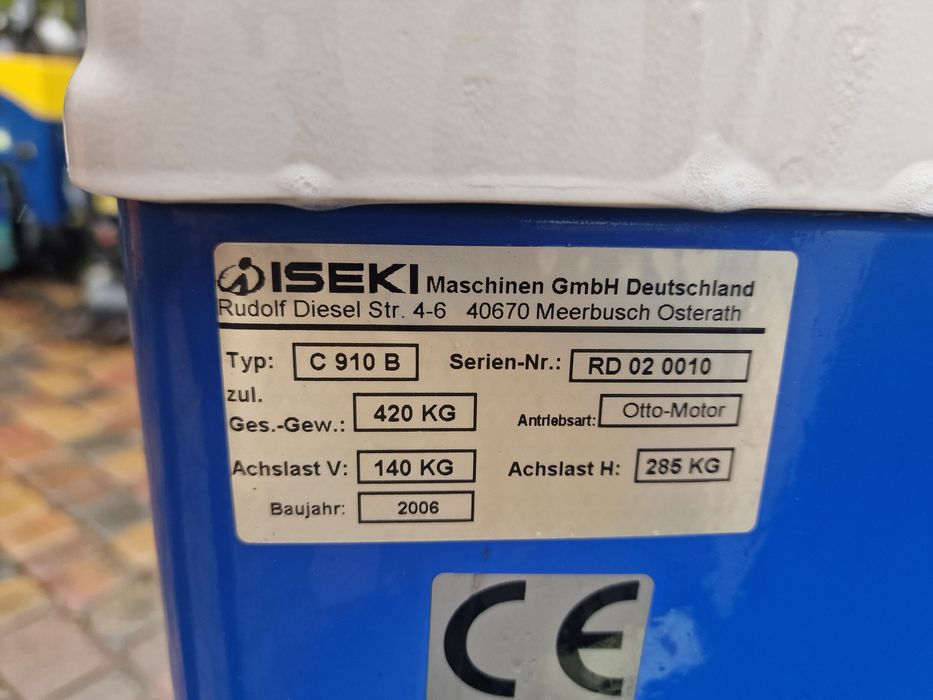 ISEKI Maschinen GmbH Deutschland
Rudolf Diesel Str. 4-6 40670 Meerbusch Osterath
Typ: C 910 B Serien-Nr.: RD 02 0010
zul.
Ges.-Gew.: 420 KG Antriebsart: Otto-Motor
Achslast V: 140 KG Achslast H: 285 KG
Baujahr: 2006
CE